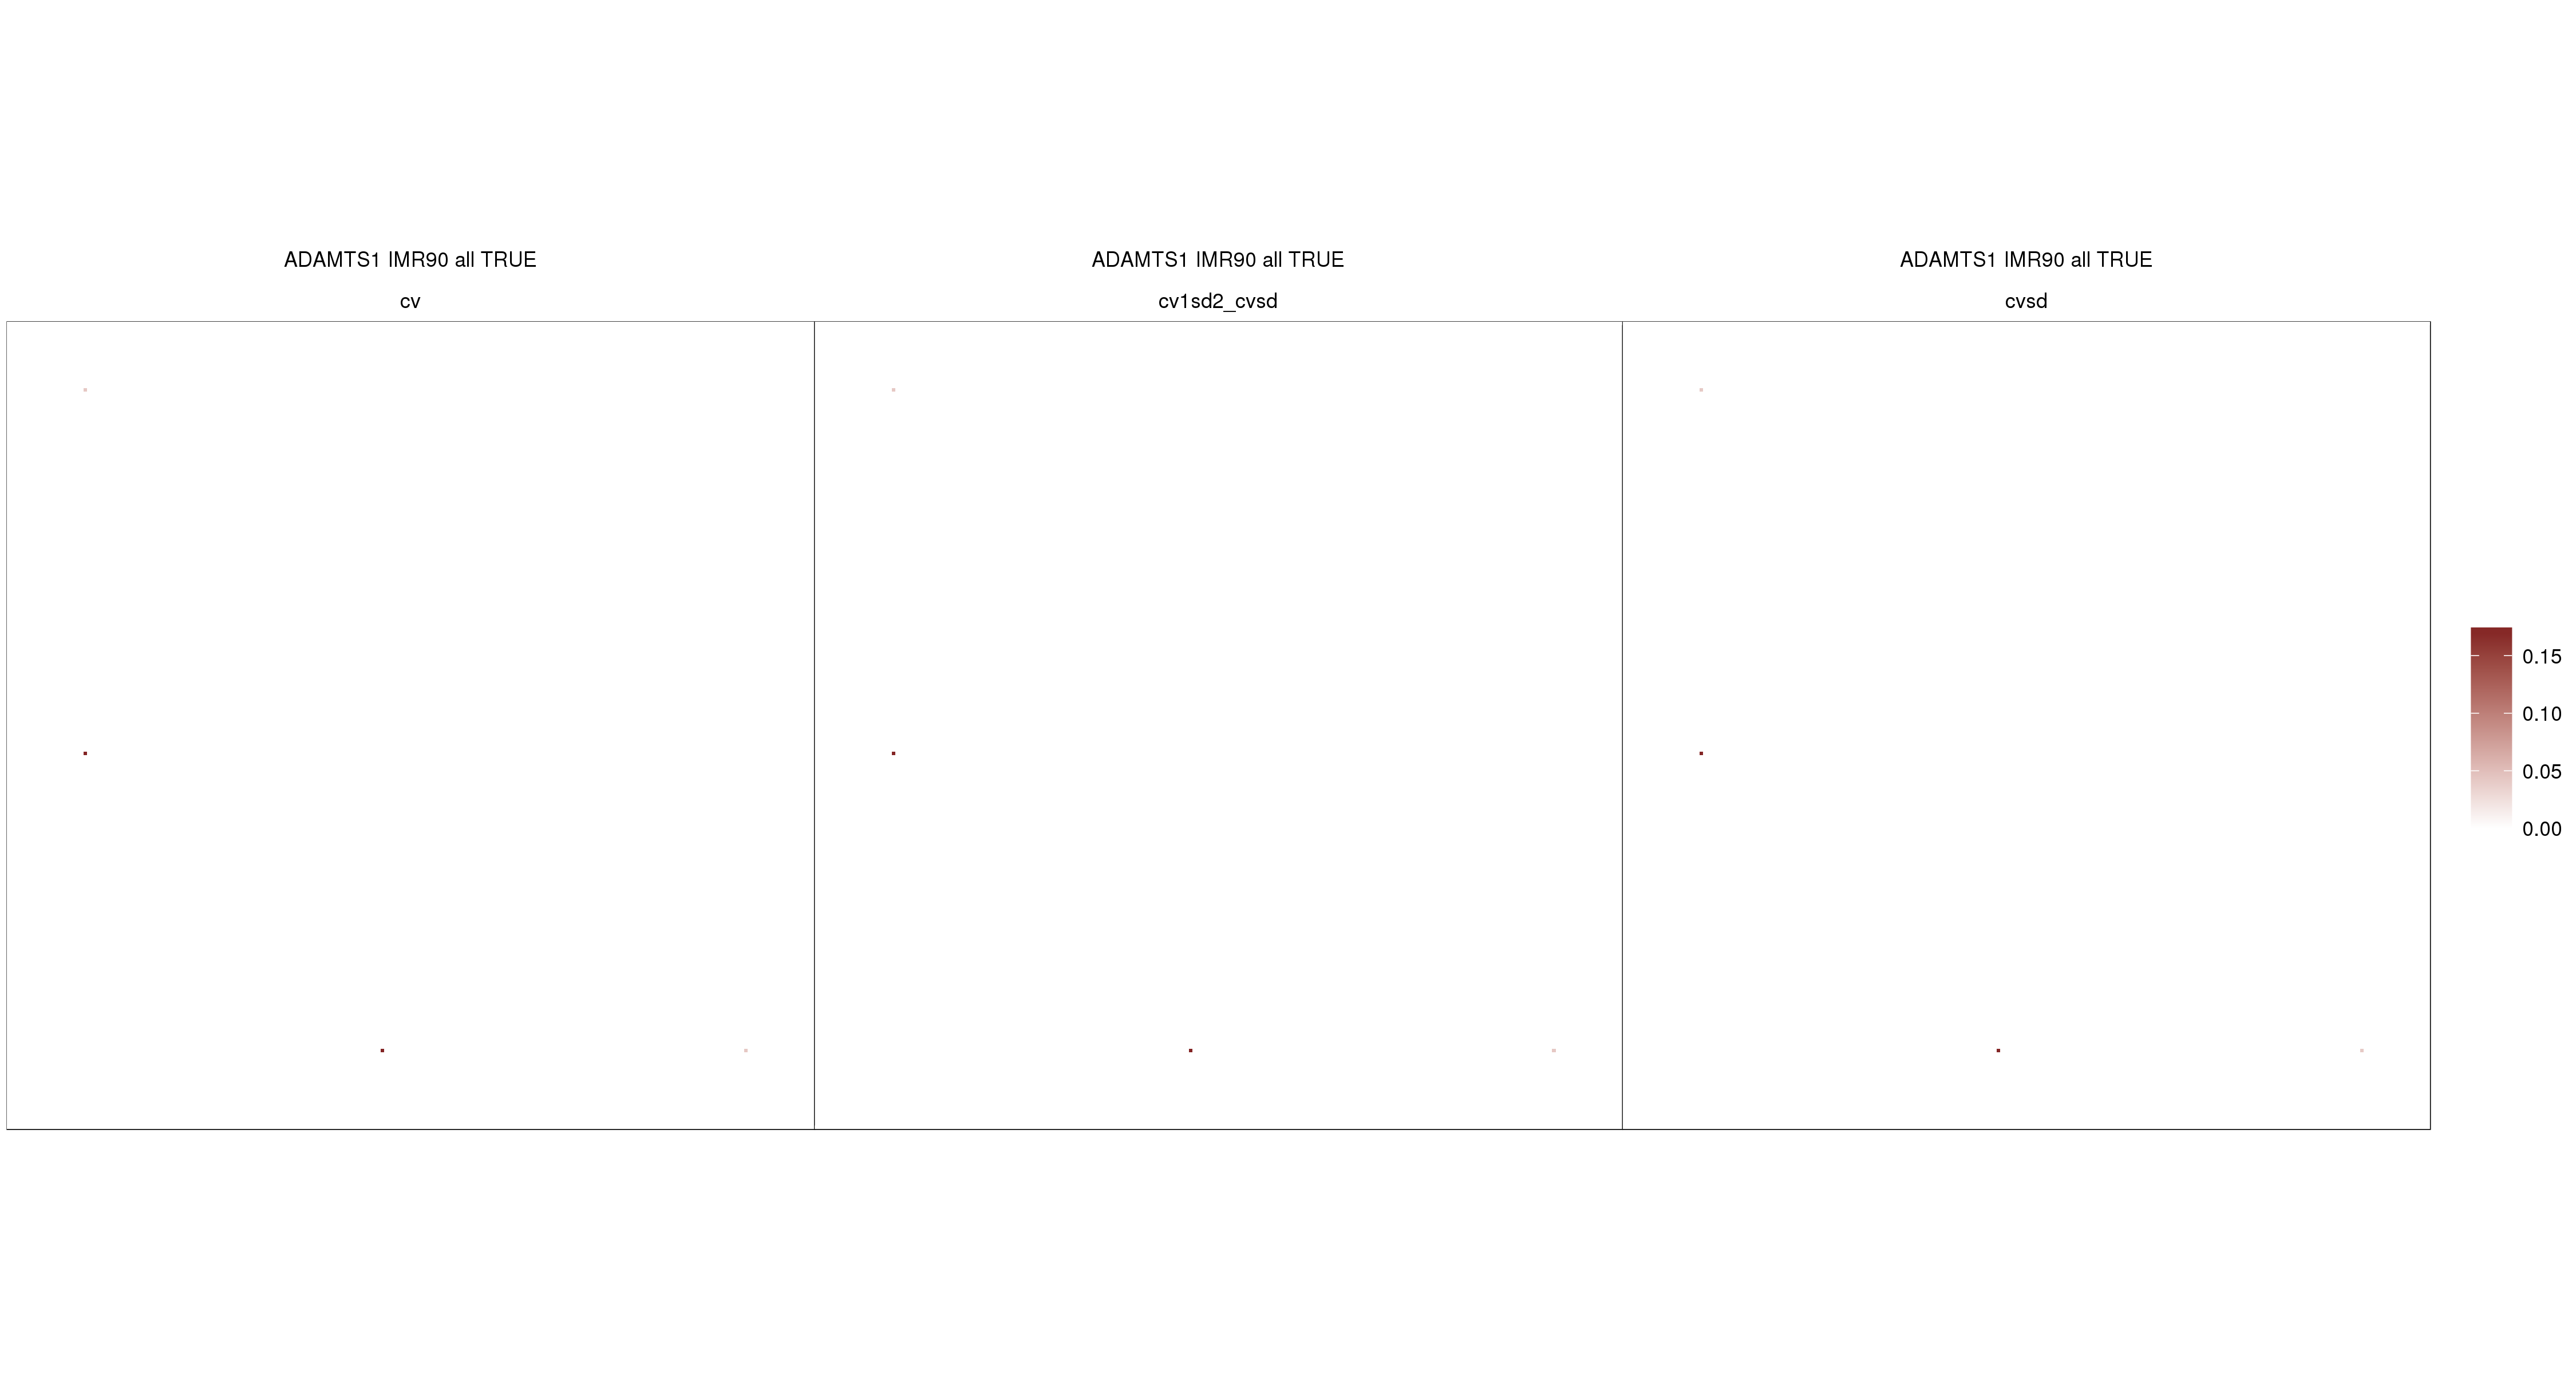 ADAMTS1 IMR90 all TRUE
cv
ADAMTS1 IMR90 all TRUE
cv1sd2_cvsd
ADAMTS1 IMR90 all TRUE
cvsd
0.15
0.10
0.05
0.00